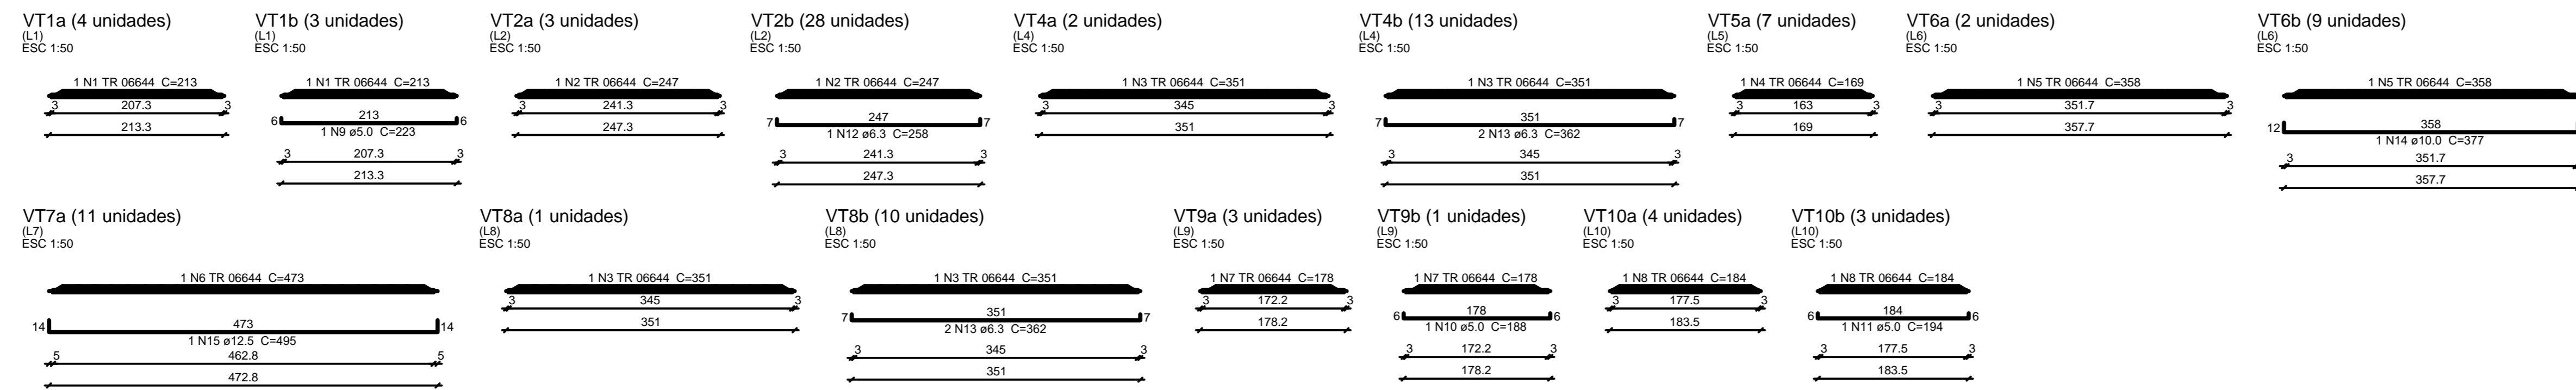 VT1a (4 unidades)
(L1)
ESC 1:50
1 N1 TR 06644 C=213
3 207.3 3
213.3
VT1b (3 unidades)
(L1)
ESC 1:50
1 N1 TR 06644 C=213
213
6 6
1 N9 ø5.0 C=223
3 207.3 3
213.3
VT2a (3 unidades)
(L2)
ESC 1:50
1 N2 TR 06644 C=247
3 241.3 3
247.3
VT2b (28 unidades)
(L2)
ESC 1:50
1 N2 TR 06644 C=247
247
7 7
1 N12 ø6.3 C=258
3 241.3 3
247.3
VT4a (2 unidades)
(L4)
ESC 1:50
1 N3 TR 06644 C=351
3 345 3
351
VT4b (13 unidades)
(L4)
ESC 1:50
1 N3 TR 06644 C=351
351
7 7
2 N13 ø6.3 C=362
3 345 3
351
VT5a (7 unidades)
(L5)
ESC 1:50
1 N4 TR 06644 C=169
3 163 3
169
VT6a (2 unidades)
(L6)
ESC 1:50
1 N5 TR 06644 C=358
3 351.7 3
357.7
VT6b (9 unidades)
(L6)
ESC 1:50
1 N5 TR 06644 C=358
358
12
1 N14 ø10.0 C=377
3 351.7
357.7
VT7a (11 unidades)
(L7)
ESC 1:50
1 N6 TR 06644 C=473
473
14 14
1 N15 ø12.5 C=495
5 462.8 5
472.8
VT8a (1 unidades)
(L8)
ESC 1:50
1 N3 TR 06644 C=351
3 345 3
351
VT8b (10 unidades)
(L8)
ESC 1:50
1 N3 TR 06644 C=351
351
7 7
2 N13 ø6.3 C=362
3 345 3
351
VT9a (3 unidades)
(L9)
ESC 1:50
1 N7 TR 06644 C=178
3 172.2 3
178.2
VT9b (1 unidades)
(L9)
ESC 1:50
1 N7 TR 06644 C=178
178
6 6
1 N10 ø5.0 C=188
3 172.2 3
178.2
VT10a (4 unidades)
(L10)
ESC 1:50
1 N8 TR 06644 C=184
3 177.5 3
183.5
VT10b (3 unidades)
(L10)
ESC 1:50
1 N8 TR 06644 C=184
184
6 6
1 N11 ø5.0 C=194
3 177.5 3
183.5